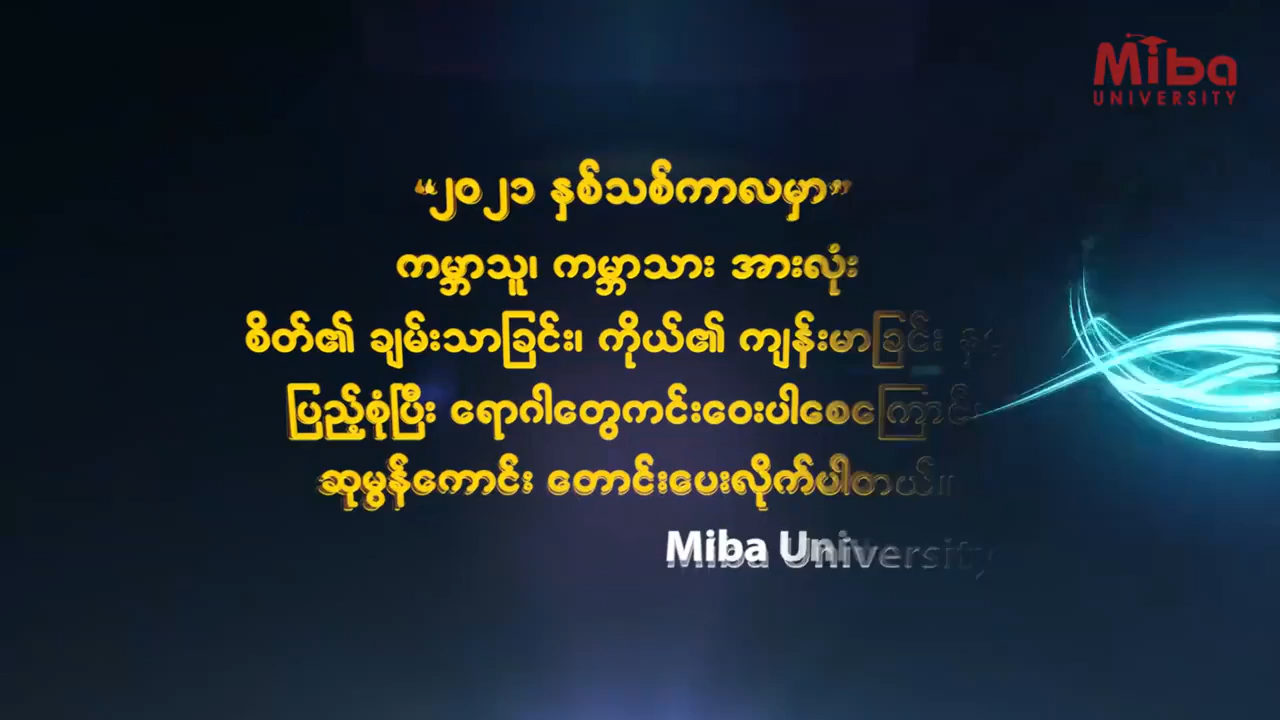 Miba
UNIVERSITY
“၂၀၂၁ နှစ်သစ်ကာလမှာ”
ကမ္ဘာသူ၊ ကမ္ဘာသား အားလုံး
စိတ်၏ ချမ်းသာခြင်း၊ ကိုယ်၏ ကျန်းမာခြင်း
ပြည့်စုံပြီး ရောဂါတွေကင်းဝေးပါစေကြောင်း
ဆုမွန်ကောင်း တောင်းပေးလိုက်ပါတယ်။
Miba University